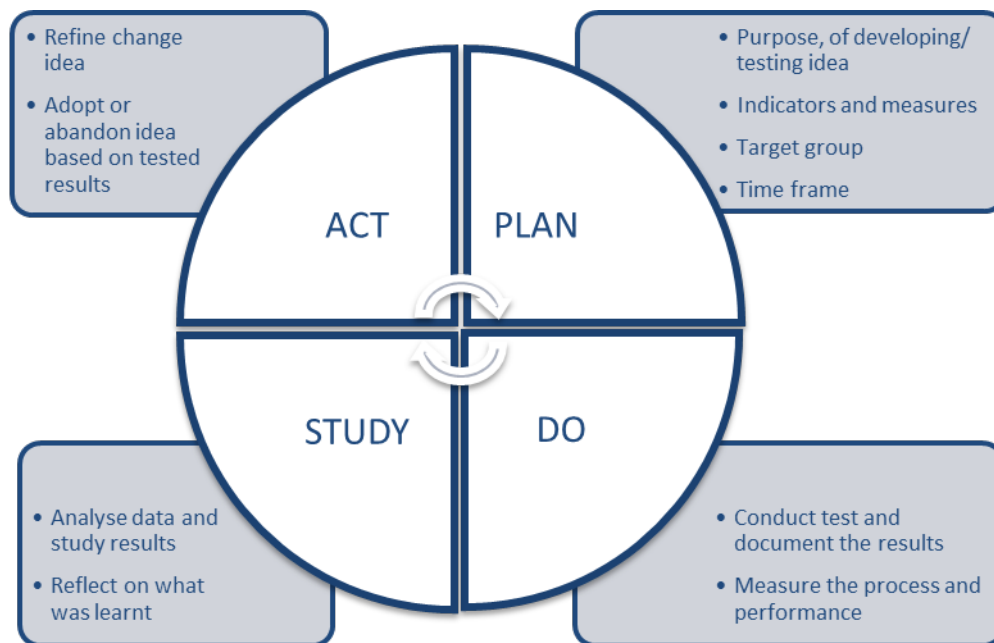 • Refine change
idea
• Adopt or
abandon idea
based on tested
results
• Purpose, of developing/
testing idea
• Indicators and measures
• Target group
• Time frame
ACT
PLAN
STUDY
DO
• Analyse data and
study results
• Reflect on what
was learnt
• Conduct test and
document the results
• Measure the process and
performance